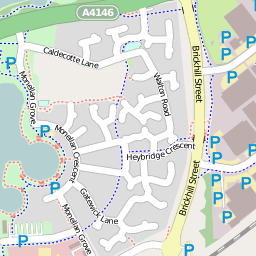 A4146
Caldecotte Lane
Walton Road
Brickhill Street
Monellan Grove
Monellan Crescent
Heybridge Crescent
Brickhill Street
Gatewick Lane
Monellan Grove
P
P
P
P
P
P
P
P
P
P
P
P
P